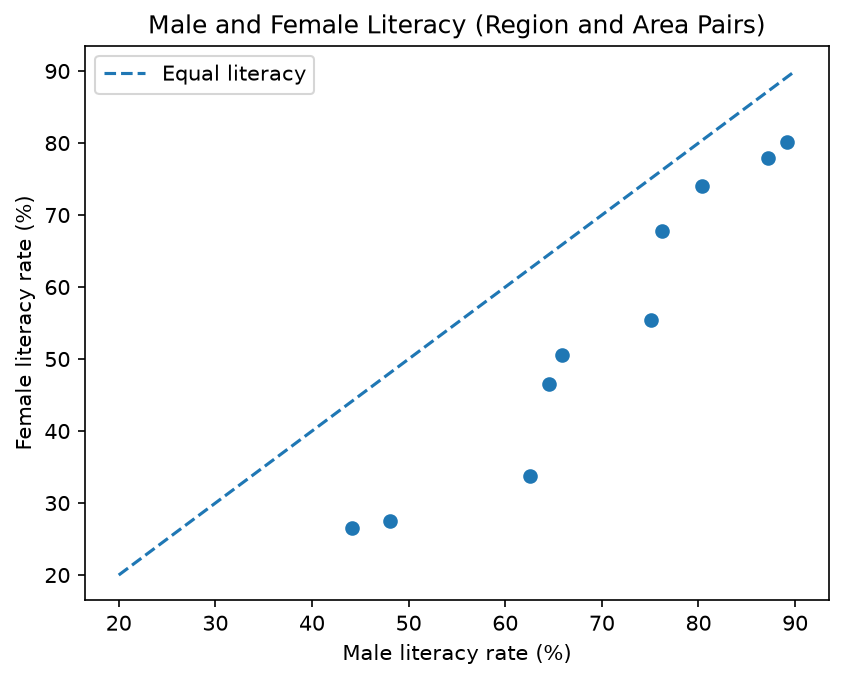 Male and Female Literacy (Region and Area Pairs)
Equal literacy
Female literacy rate (%)
90
80
70
60
50
40
30
20
20 30 40 50 60 70 80 90
Male literacy rate (%)